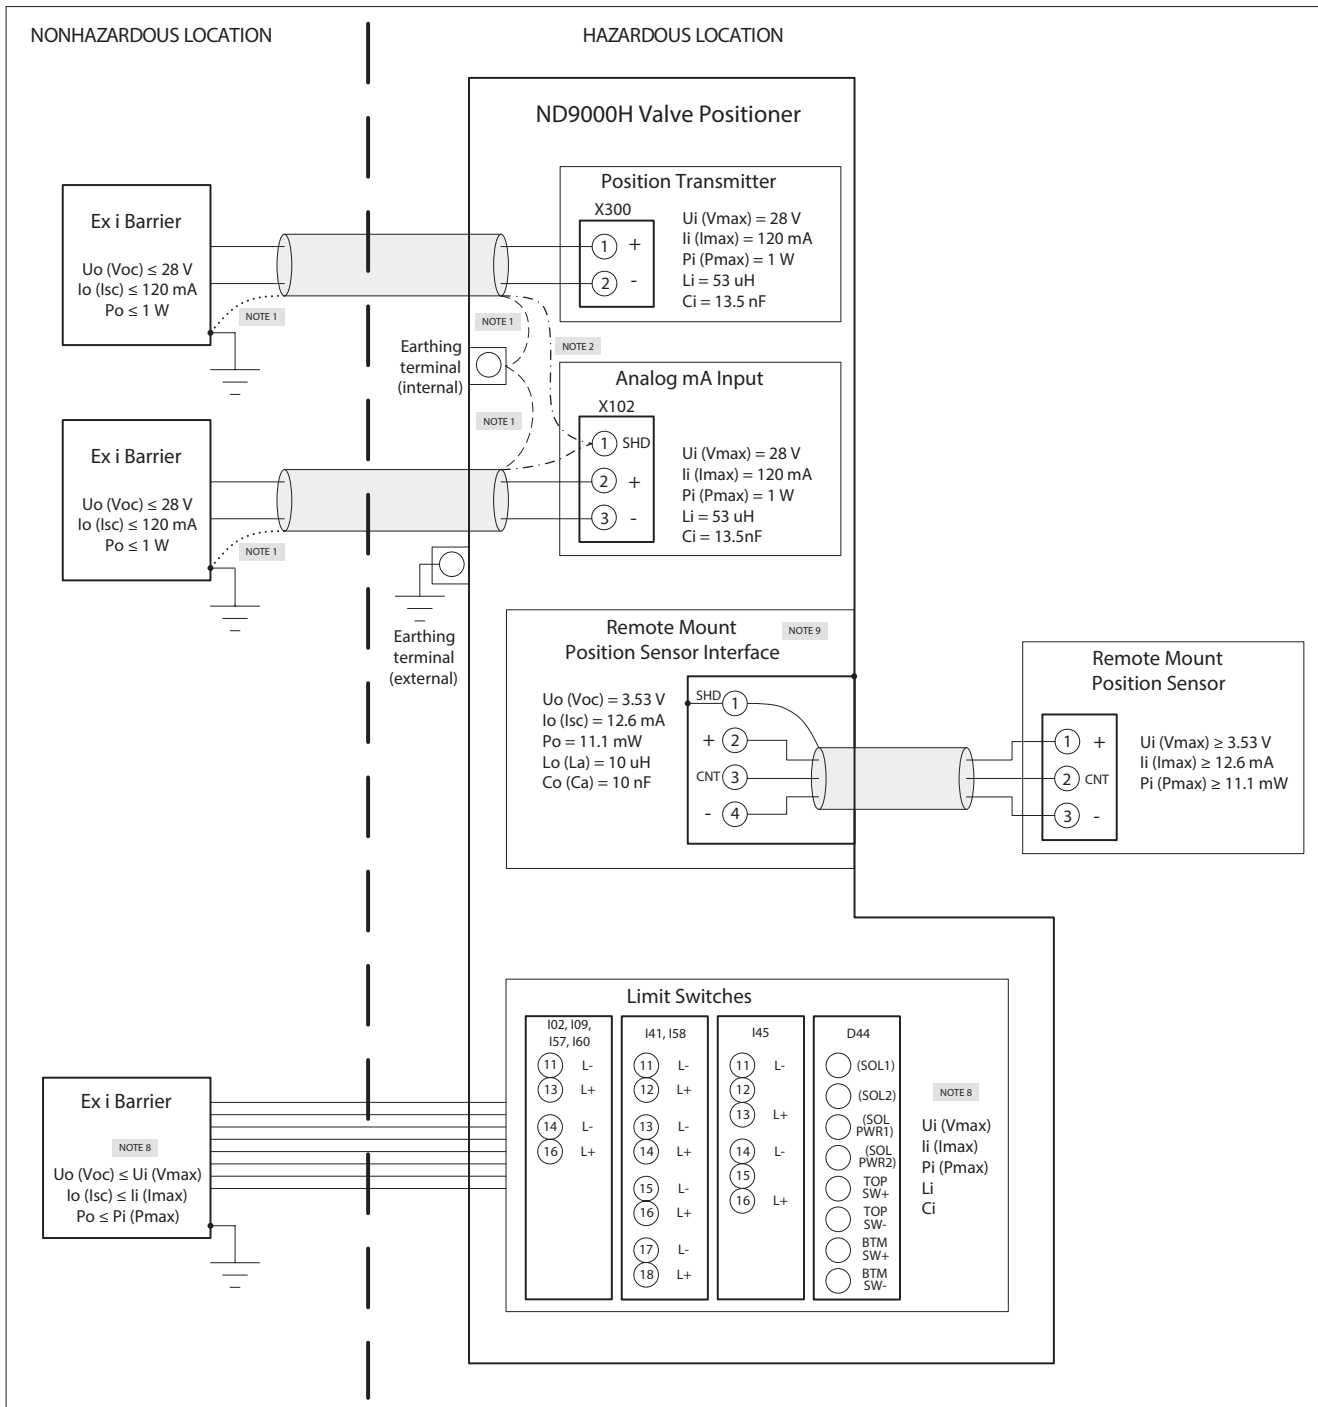 NONHAZARDOUS LOCATION
HAZARDOUS LOCATION
ND9000H Valve Positioner
Ex i Barrier
Uo (Voc) ≤ 28 V
Io (Isc) ≤ 120 mA
Po ≤ 1 W
NOTE 1
Position Transmitter
X300
1 +
2 -
Ui (Vmax) = 28 V
Ii (Imax) = 120 mA
Pi (Pmax) = 1 W
Li = 53 uH
Ci = 13.5 nF
NOTE 1
NOTE 2
Earthing
terminal
(internal)
NOTE 1
Ex i Barrier
Uo (Voc) ≤ 28 V
Io (Isc) ≤ 120 mA
Po ≤ 1 W
NOTE 1
Analog mA Input
X102
1 SHD
2 +
3 -
Ui (Vmax) = 28 V
Ii (Imax) = 120 mA
Pi (Pmax) = 1 W
Li = 53 uH
Ci = 13.5nF
Earthing
terminal
(external)
Remote Mount
Position Sensor Interface
NOTE 9
Uo (Voc) = 3.53 V
Io (Isc) = 12.6 mA
Po = 11.1 mW
Lo (La) = 10 uH
Co (Ca) = 10 nF
SHD 1
+ 2
CNT 3
- 4
Remote Mount
Position Sensor
1 +
2 CNT
3 -
Ui (Vmax) ≥ 3.53 V
Ii (Imax) ≥ 12.6 mA
Pi (Pmax) ≥ 11.1 mW
Ex i Barrier
NOTE 8
Uo (Voc) ≤ Ui (Vmax)
Io (Isc) ≤ Ii (Imax)
Po ≤ Pi (Pmax)
Limit Switches
I02, I09,
I57, I60
11 L-
13 L+
14 L-
16 L+
I41, I58
11 L-
12 L+
13 L-
14 L+
15 L-
16 L+
17 L-
18 L+
I45
11 L-
12
13 L+
14 L-
15
16 L+
D44
(SOL1)
(SOL2)
(SOL
PWR1)
(SOL
PWR2)
TOP
SW+
TOP
SW-
BTM
SW+
BTM
SW-
NOTE 8
Ui (Vmax)
Ii (Imax)
Pi (Pmax)
Li
Ci